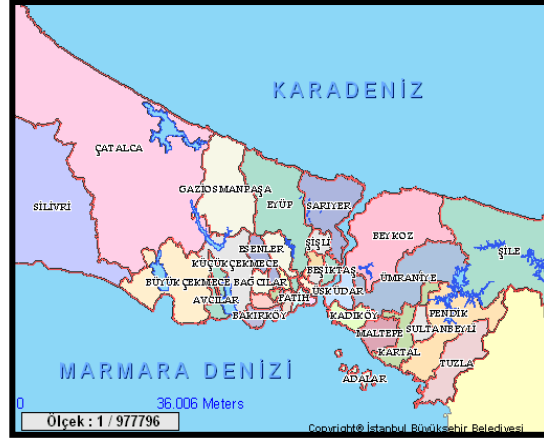 KARADENİZ
ÇATALCA
GAZİOSMANPAŞA
SİLİVRİ
EYÜP
SARIYER
BEYKOZ
ŞİLE
ŞİŞLİ
ESENLER
KÜÇÜKÇEKMECE
BEŞİKTAŞ
ÜMRANİYE
BÜYÜKÇEKMECE
BAĞCILAR
ÜSKÜDAR
AVCILAR
FATİH
BAKIRKÖY
KADIKÖY
PENDİK
MALTEPE
SULTANBEYLİ
KARTAL
TUZLA
ADALAR
MARMARA DENİZİ
0 36.006 Meters
Ölçek : 1 / 977796
Copyright® İstanbul Büyükşehir Belediyesi